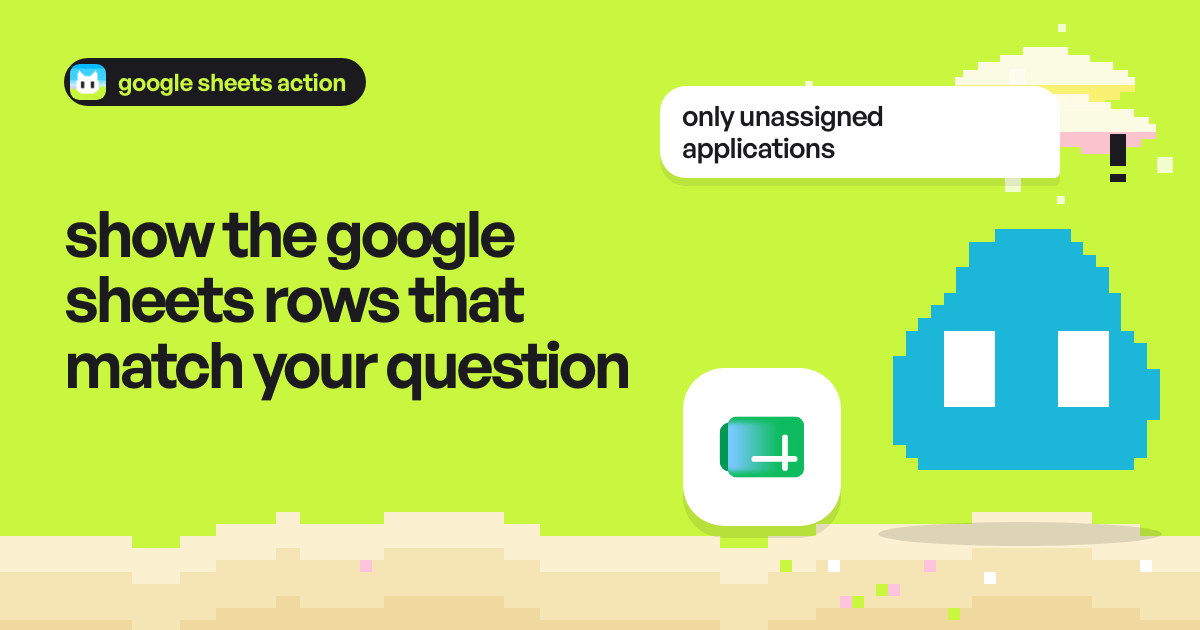 google sheets action
only unassigned
applications
show the google
sheets rows that
match your question